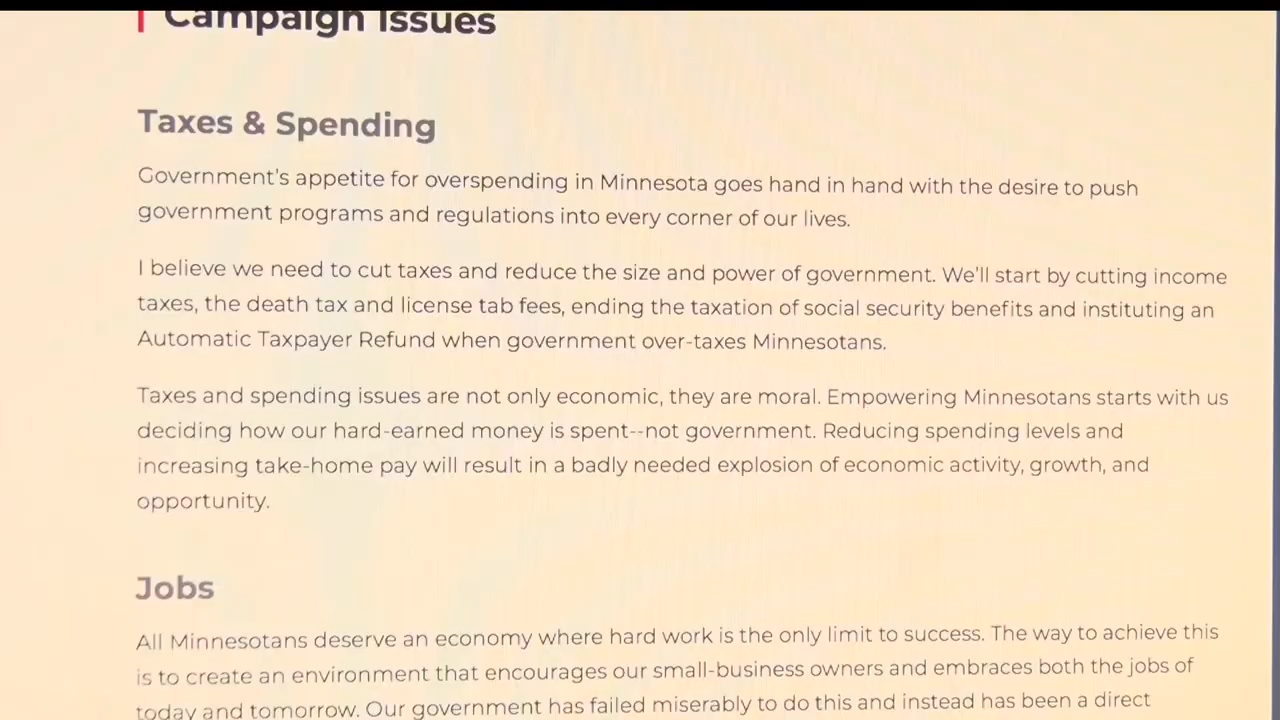 Campaign Issues
Taxes & Spending
Government's appetite for overspending in Minnesota goes hand in hand with the desire to push
government programs and regulations into every corner of our lives.
I believe we need to cut taxes and reduce the size and power of government. We'll start by cutting income
taxes, the death tax and license tab fees, ending the taxation of social security benefits and instituting an
Automatic Taxpayer Refund when government over-taxes Minnesotans.
Taxes and spending issues are not only economic, they are moral. Empowering Minnesotans starts with us
deciding how our hard-earned money is spent--not government. Reducing spending levels and
increasing take-home pay will result in a badly needed explosion of economic activity, growth, and
opportunity.
Jobs
All Minnesotans deserve an economy where hard work is the only limit to success. The way to achieve this
is to create an environment that encourages our small-business owners and embraces both the jobs of
today and tomorrow. Our government has failed miserably to do this and instead has been a direct